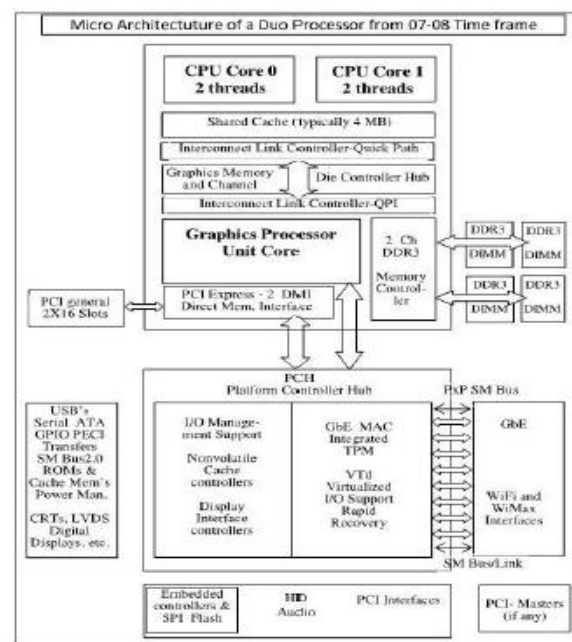 Micro Architectuture of a Duo Processor from 07-08 Time frame
CPU Core 0
2 threads
CPU Core 1
2 threads
Shared Cache (typically 4 MB)
Interconnect Link Controller-Quick Path
Graphics Memory
and Channel
Die Controller Hub
Interconnect Link Controller-QPI
Graphics Processor
Unit Core
2 Ch
DDR3
Memory
Control-
ler
DDR3
DIMM
DDR3
DIMM
DDR3
DIMM
DDR3
DIMM
PCI general
2X16 Slots
PCI Express - 2 DMI
Direct Mem. Interface
PCH
Platform Controller Hub
PxP SM Bus
USB's
Serial ATA
GPIO PECI
Transfers
SM Bus2.0
ROMs &
Cache Mem's
Power Man.
CRTs, LVDS
Digital
Displays. etc.
I/O Manage-
ment Support
Nonvolatile
Cache
controllers
Display
Interface
controllers
GbE MAC
Integrated
TPM
VTd
Virtualized
I/O Support
Rapid
Recovery
GbE
WiFi and
WiMax
Interfaces
SM Bus/Link
Embedded
controllers &
SPI Flash
HD
Audio
PCI Interfaces
PCI- Masters
(if any)